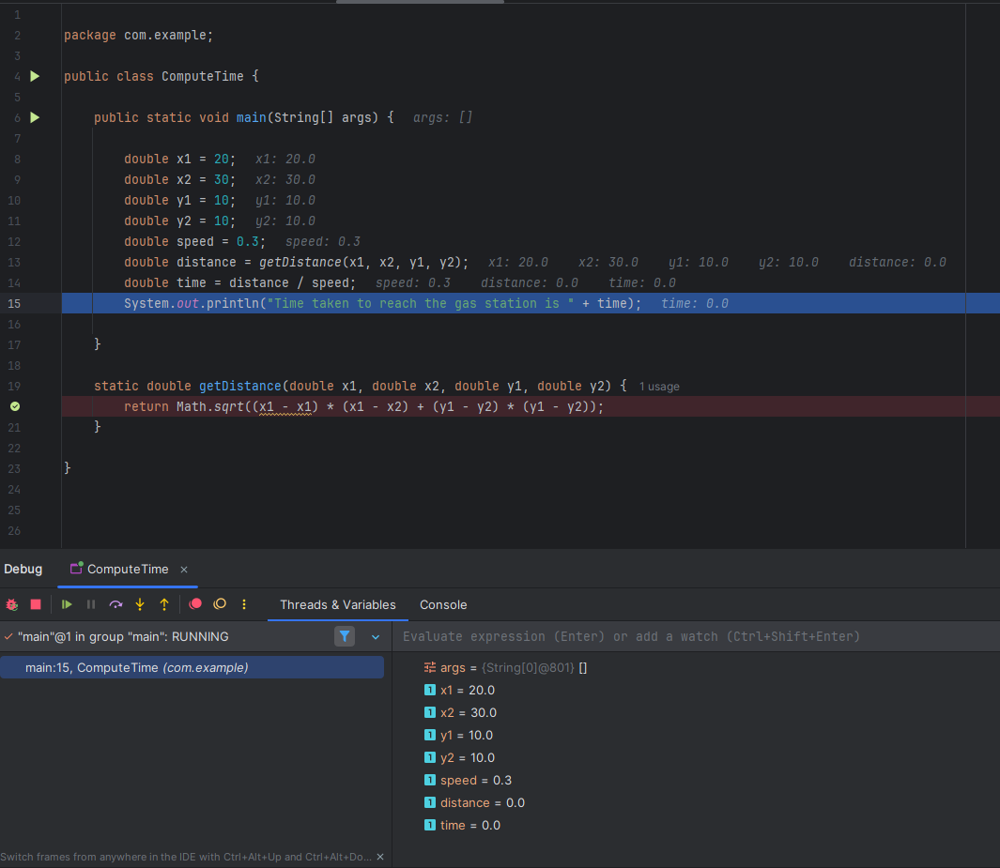 1
2 package com.example;
3
4 public class ComputeTime {
5
6 public static void main(String[] args) { args: []
7
8 double x1 = 20; x1: 20.0
9 double x2 = 30; x2: 30.0
10 double y1 = 10; y1: 10.0
11 double y2 = 10; y2: 10.0
12 double speed = 0.3; speed: 0.3
13 double distance = getDistance(x1, x2, y1, y2); x1: 20.0 x2: 30.0 y1: 10.0 y2: 10.0 distance: 0.0
14 double time = distance / speed; speed: 0.3 distance: 0.0 time: 0.0
15 System.out.println("Time taken to reach the gas station is " + time); time: 0.0
16
17 }
18
19 static double getDistance(double x1, double x2, double y1, double y2) { 1 usage
return Math.sqrt((x1 - x1) * (x1 - x2) + (y1 - y2) * (y1 - y2));
21 }
22
23 }
24
25
26
Debug ComputeTime ×
Threads & Variables Console
"main"@1 in group "main": RUNNING
main:15, ComputeTime (com.example)
Switch frames from anywhere in the IDE with Ctrl+Alt+Up and Ctrl+Alt+Do... ×
Evaluate expression (Enter) or add a watch (Ctrl+Shift+Enter)
args = {String[0]@801} []
1 x1 = 20.0
1 x2 = 30.0
1 y1 = 10.0
1 y2 = 10.0
1 speed = 0.3
1 distance = 0.0
1 time = 0.0